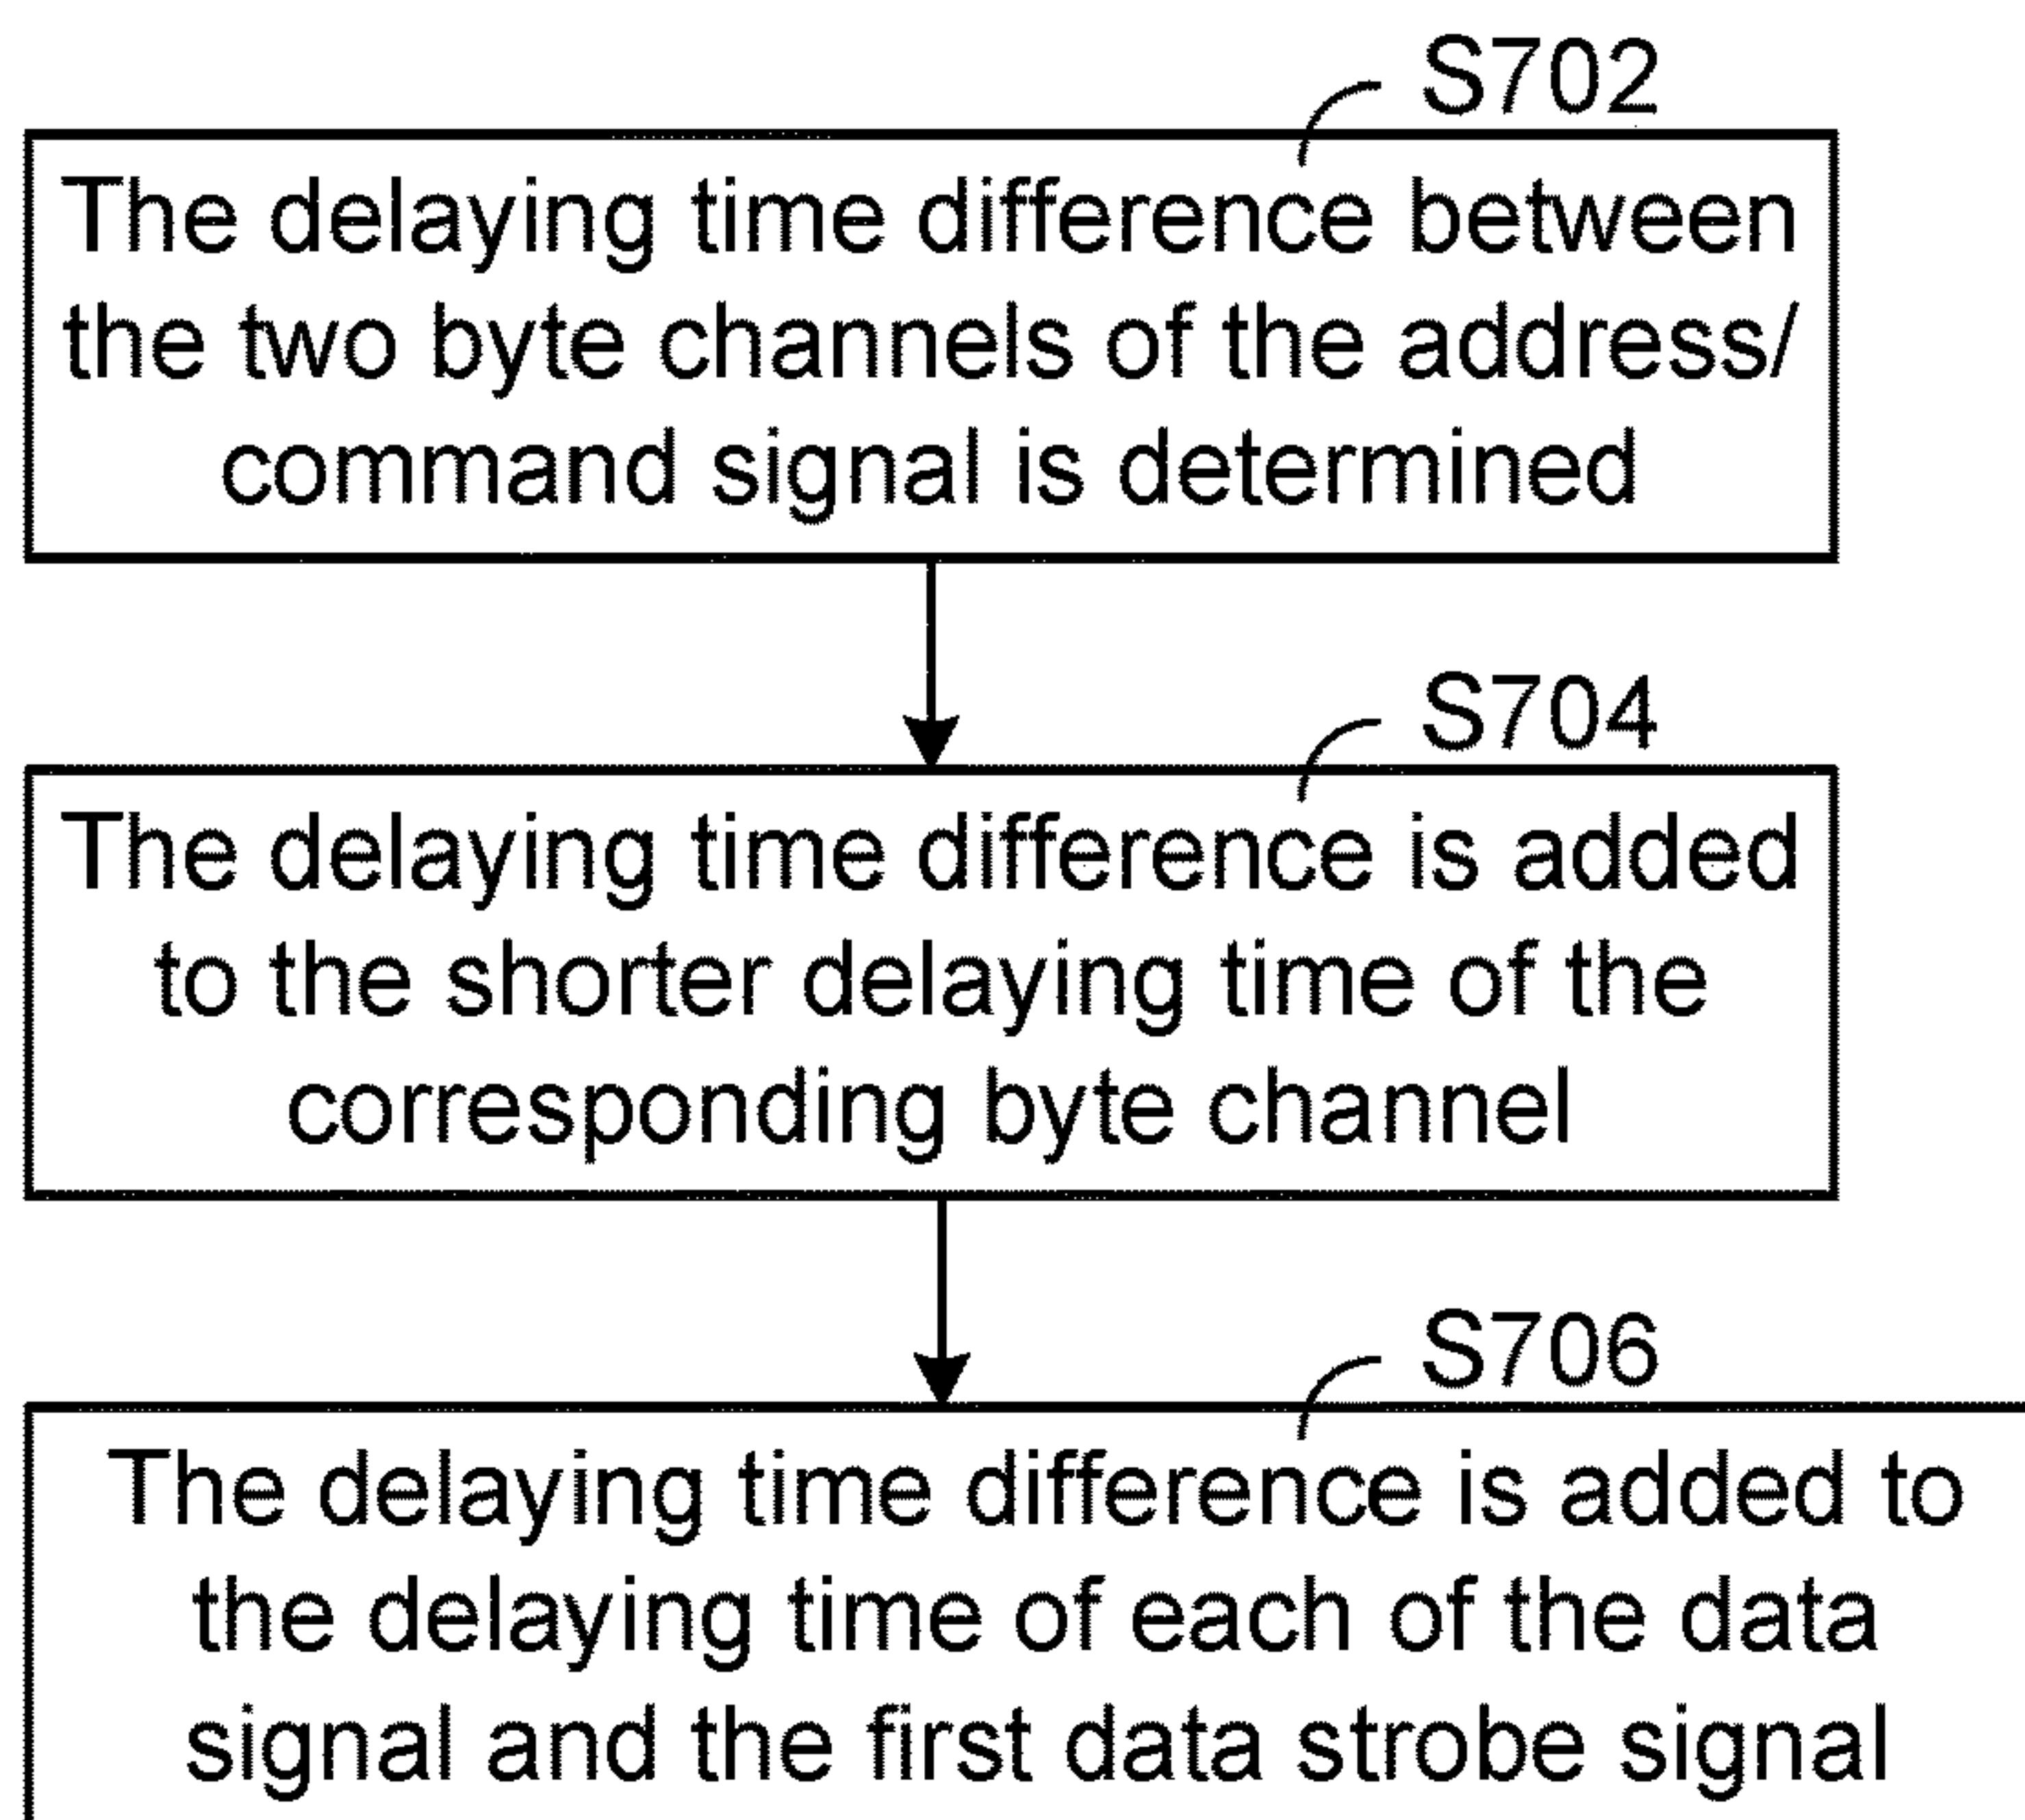 S702
The delaying time difference between
the two byte channels of the address/
command signal is determined
S704
The delaying time difference is added
to the shorter delaying time of the
corresponding byte channel
S706
The delaying time difference is added to
the delaying time of each of the data
signal and the first data strobe signal